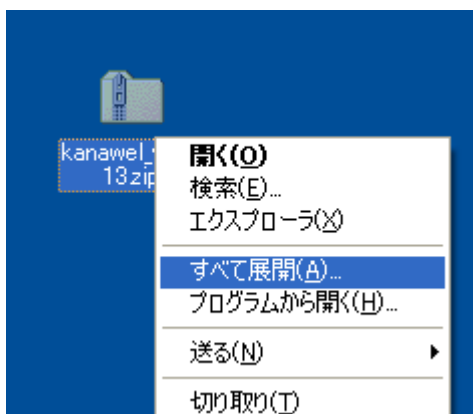 kanawel_
13zip
開く(O)
検索(E)...
エクスプローラ(X)
すべて展開(A)...
プログラムから開く(H)...
送る(N)
切り取り(T)